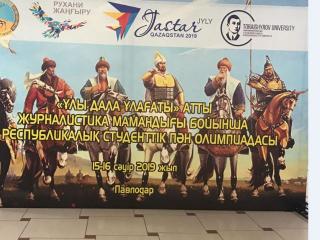 РУХАНИ
ЖАҢҒЫРУ
Jastar
JYLY
QAZAQSTAN 2019
TORAIGHYROV UNIVERSITY
«ҰЛЫ ДАЛА ҰЛАҒАТЫ» АТТЫ
ЖУРНАЛИСТИКА МАМАНДЫҒЫ БОЙЫНША
РЕСПУБЛИКАЛЫҚ СТУДЕНТТІК ПӘН ОЛИМПИАДАСЫ
15-16 сәуір 2019 жыл
Павлодар